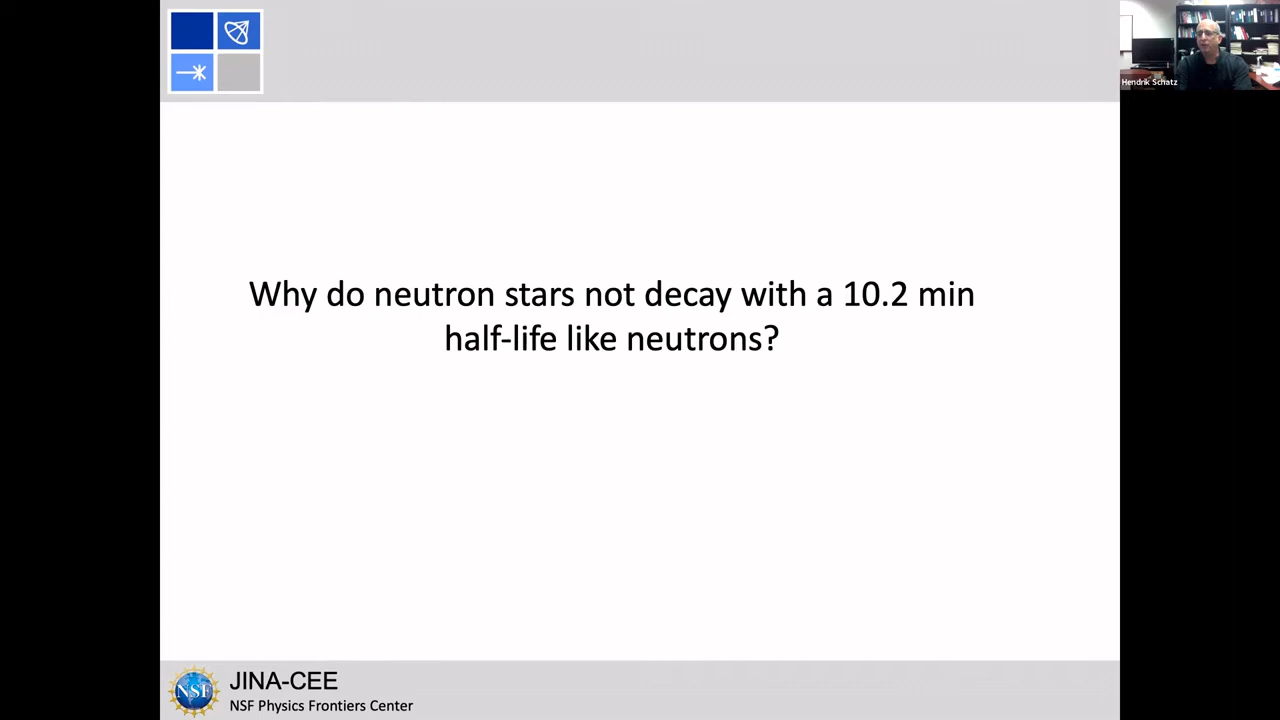 Hendrik Schatz
Why do neutron stars not decay with a 10.2 min
half-life like neutrons?
NSF
JINA-CEE
NSF Physics Frontiers Center